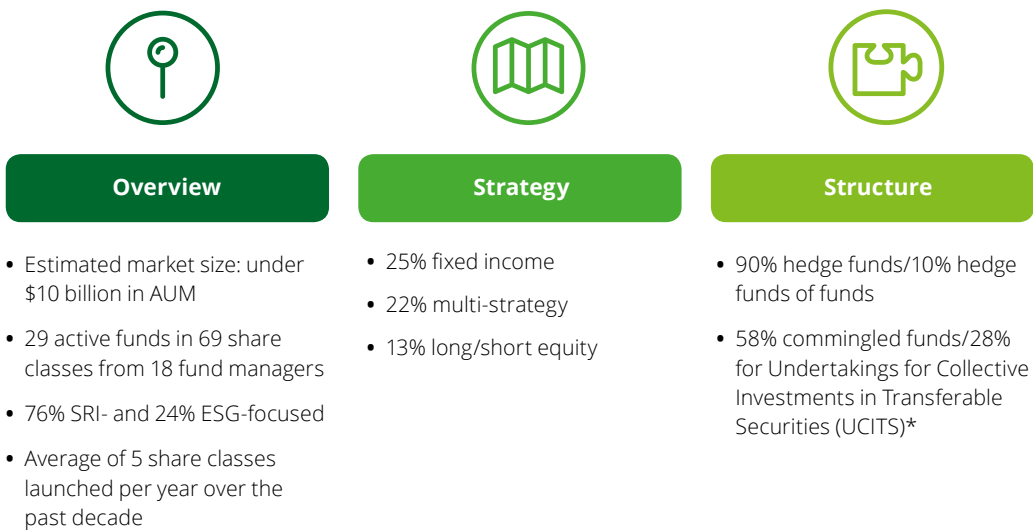 Overview
• Estimated market size: under
$10 billion in AUM
• 29 active funds in 69 share
classes from 18 fund managers
• 76% SRI- and 24% ESG-focused
• Average of 5 share classes
launched per year over the
past decade
Strategy
• 25% fixed income
• 22% multi-strategy
• 13% long/short equity
Structure
• 90% hedge funds/10% hedge
funds of funds
• 58% commingled funds/28%
for Undertakings for Collective
Investments in Transferable
Securities (UCITS)*